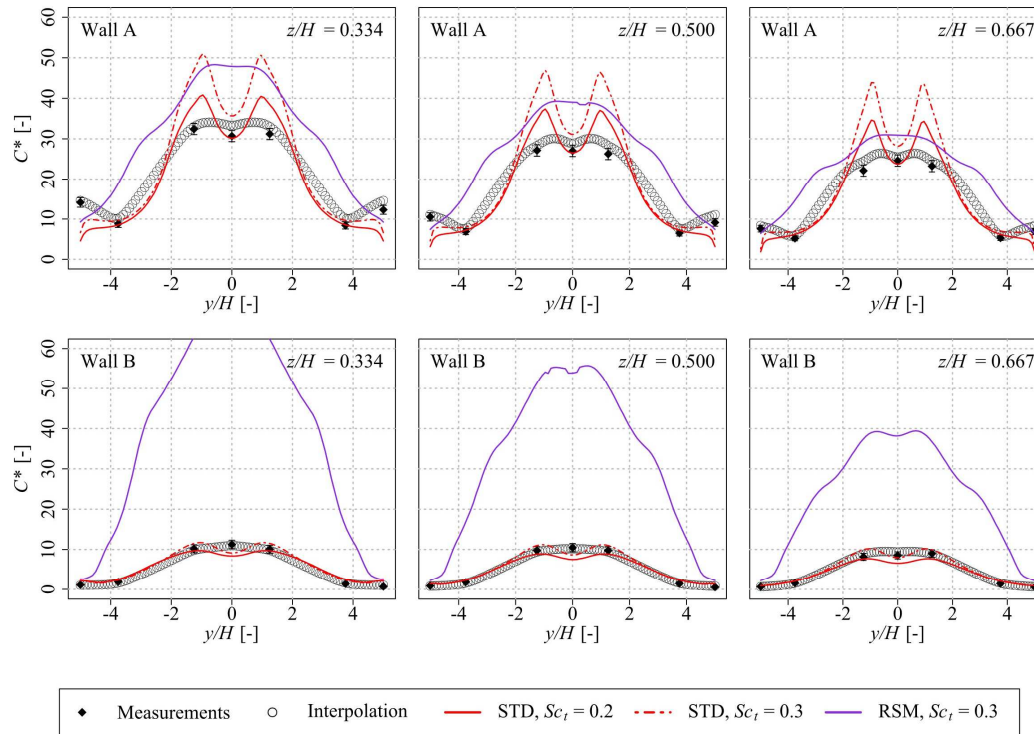 Wall A z/H = 0.334
Wall A z/H = 0.500
Wall A z/H = 0.667
C* [-]
60
50
40
30
20
10
0
-4 -2 0 2 4
-4 -2 0 2 4
-4 -2 0 2 4
y/H [-]
y/H [-]
y/H [-]
Wall B z/H = 0.334
Wall B z/H = 0.500
Wall B z/H = 0.667
C* [-]
60
50
40
30
20
10
0
-4 -2 0 2 4
-4 -2 0 2 4
-4 -2 0 2 4
y/H [-]
y/H [-]
y/H [-]
Measurements Interpolation STD, Sc_t = 0.2 STD, Sc_t = 0.3 RSM, Sc_t = 0.3